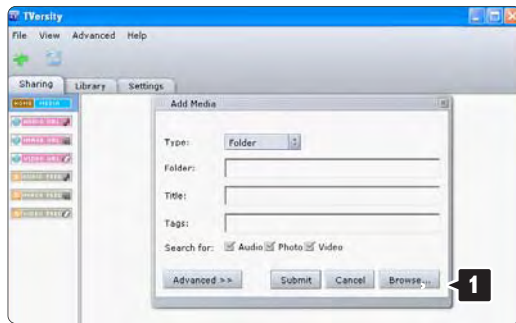 TVersity
File View Advanced Help
Sharing Library Settings
HOME MEDIA
Add Media
Type: Folder
Folder:
Title:
Tags:
Search for: Audio Photo Video
Advanced >> Submit Cancel Browse...
1